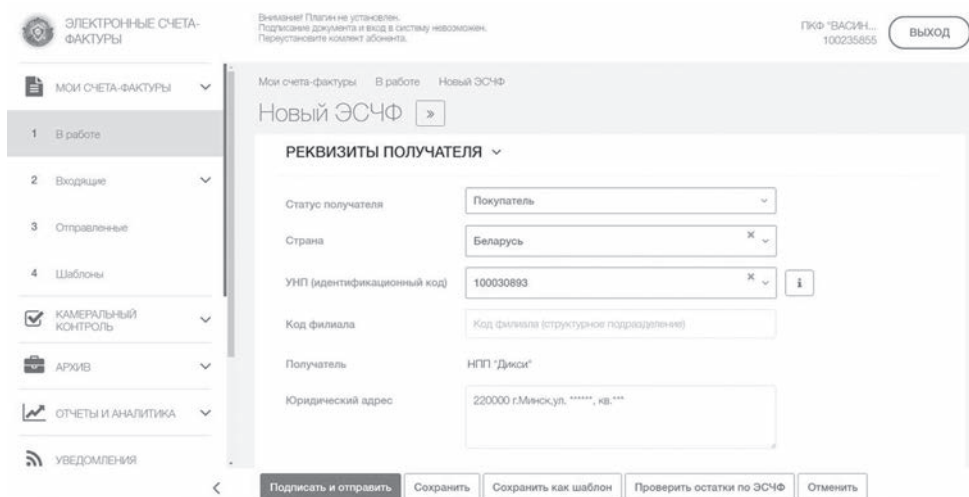 ЭЛЕКТРОННЫЕ СЧЕТА-
ФАКТУРЫ
Внимание! Плагин не установлен.
Подписание документа и вход в систему невозможен.
Переустановите комлект абонента.
ПКФ "ВАСИН...
100235855
ВЫХОД
МОИ СЧЕТА-ФАКТУРЫ
1 В работе
2 Входящие
3 Отправленные
4 Шаблоны
КАМЕРАЛЬНЫЙ
КОНТРОЛЬ
АРХИВ
ОТЧЕТЫ И АНАЛИТИКА
УВЕДОМЛЕНИЯ
Мои счета-фактуры В работе Новый ЭСЧФ
Новый ЭСЧФ »
РЕКВИЗИТЫ ПОЛУЧАТЕЛЯ
Статус получателя Покупатель
Страна Беларусь
УНП (идентификационный код) 100030893 i
Код филиала Код филиала (структурное подразделение)
Получатель НПП "Дикси"
Юридический адрес 220000 г.Минск,ул. ******, кв.***
Подписать и отправить Сохранить Сохранить как шаблон Проверить остатки по ЭСЧФ Отменить